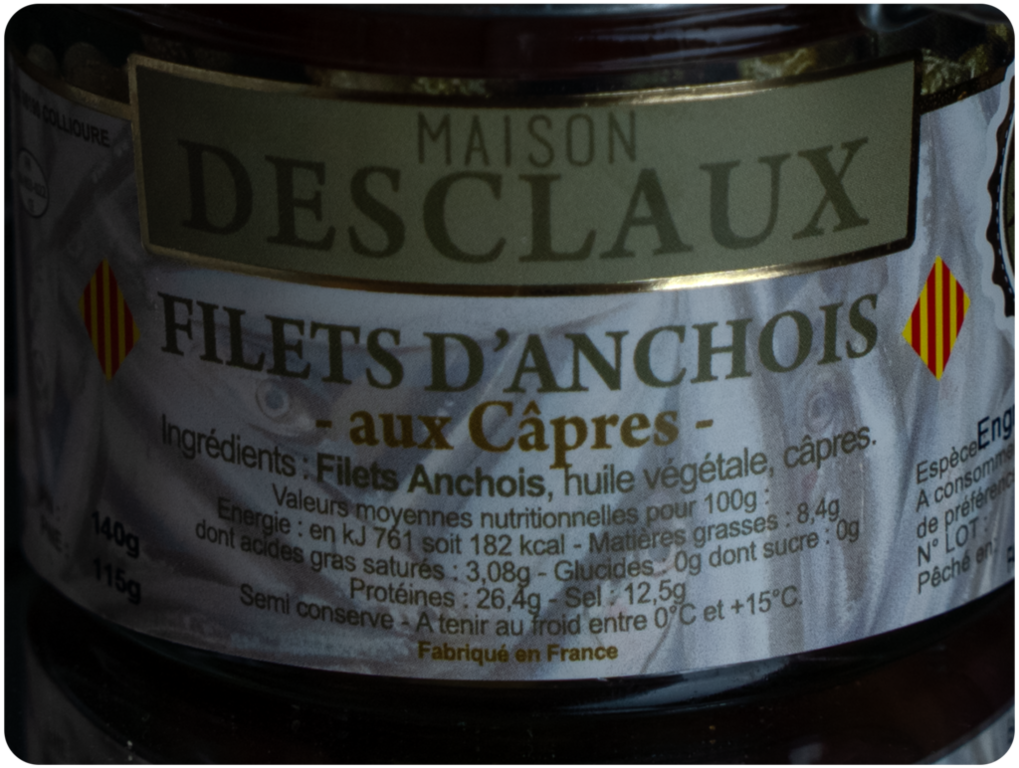 COLLIOURE
MAISON
DESCLAUX
FILETS D'ANCHOIS
- aux Câpres -
Ingrédients : Filets Anchois, huile végétale, câpres.
Valeurs moyennes nutritionnelles pour 100g :
Energie : en kJ 761 soit 182 kcal - Matières grasses : 8,4g
dont acides gras saturés : 3,08g - Glucides : 0g dont sucre : 0g
Protéines : 26,4g - Sel : 12,5g
Semi conserve - A tenir au froid entre 0°C et +15°C.
Fabriqué en France
140g
115g
Espèce
A consomm
de préférenc
N° LOT :
Pêché en